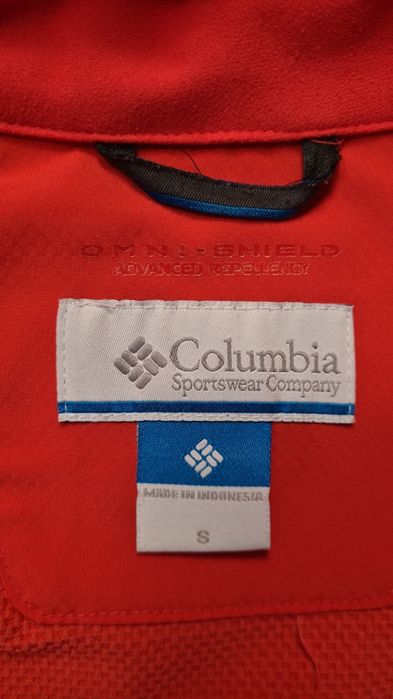 OMNI-SHIELD
ADVANCED REPELLENCY
Columbia
Sportswear Company
MADE IN INDONESIA
S